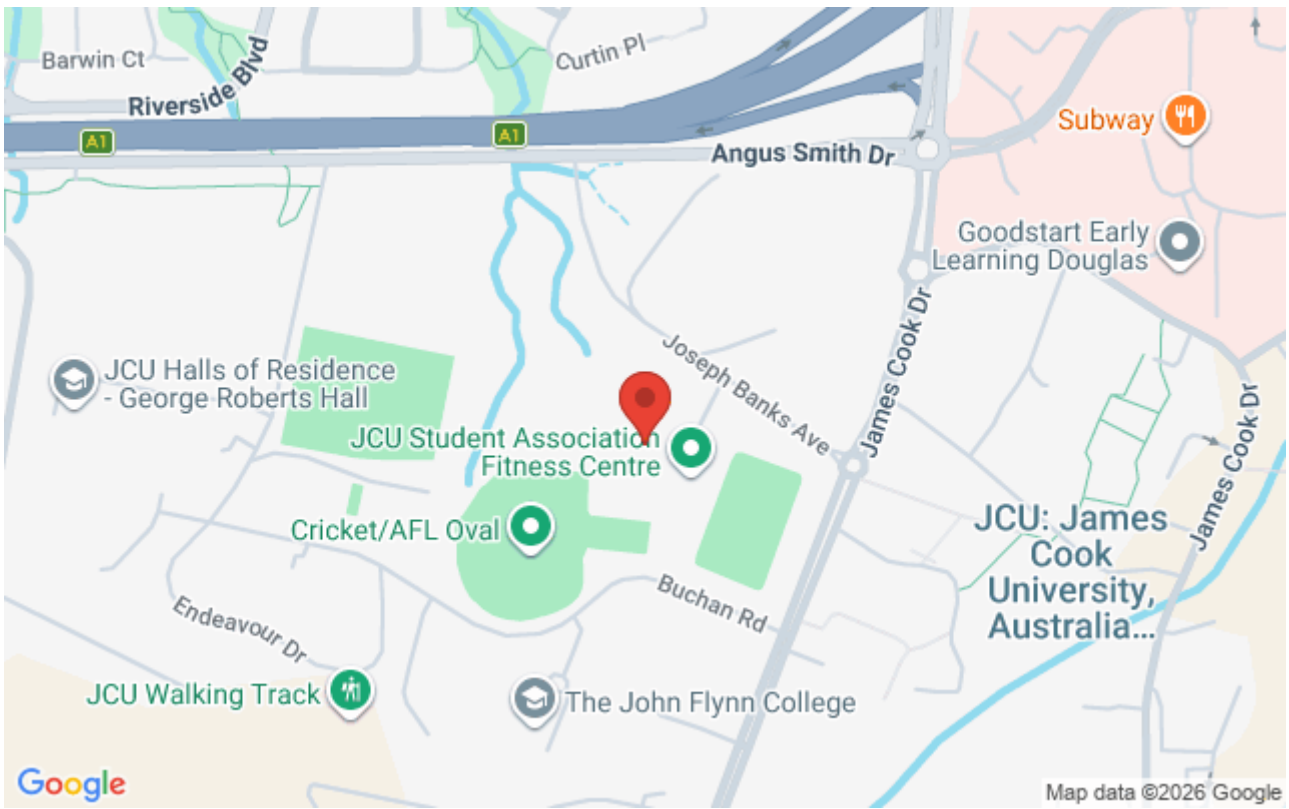 Barwin Ct
Riverside Blvd
Curtin Pl
A1
A1
Angus Smith Dr
Subway
Goodstart Early
Learning Douglas
James Cook Dr
Joseph Banks Ave
JCU Halls of Residence
- George Roberts Hall
JCU Student Association
Fitness Centre
James Cook Dr
Cricket/AFL Oval
JCU: James
Cook
University,
Australia...
Buchan Rd
Endeavour Dr
JCU Walking Track
The John Flynn College
Google
Map data ©2026 Google